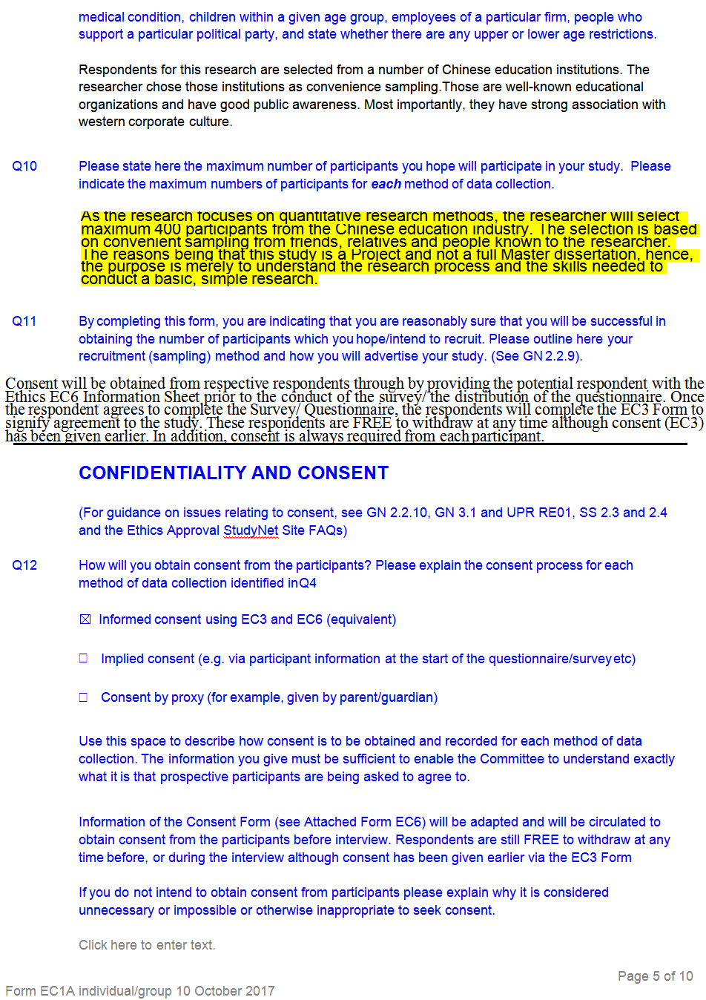 medical condition, children within a given age group, employees of a particular firm, people who
support a particular political party, and state whether there are any upper or lower age restrictions.
Respondents for this research are selected from a number of Chinese education institutions. The
researcher chose those institutions as convenience sampling.Those are well-known educational
organizations and have good public awareness. Most importantly, they have strong association with
western corporate culture.
Q10 Please state here the maximum number of participants you hope will participate in your study. Please
indicate the maximum numbers of participants for each method of data collection.
As the research focuses on quantitative research methods, the researcher will select
maximum 400 participants from the Chinese education industry. The selection is based
on convenient sampling from friends, relatives and people known to the researcher.
The reasons being that this study is a Project and not a full Master dissertation, hence,
the purpose is merely to understand the research process and the skills needed to
conduct a basic, simple research.
Q11 By completing this form, you are indicating that you are reasonably sure that you will be successful in
obtaining the number of participants which you hope/intend to recruit. Please outline here your
recruitment (sampling) method and how you will advertise your study. (See GN 2.2.9).
Consent will be obtained from respective respondents through by providing the potential respondent with the
Ethics EC6 Information Sheet prior to the conduct of the survey/ the distribution of the questionnaire. Once
the respondent agrees to complete the Survey/ Questionnaire, the respondents will complete the EC3 Form to
signify agreement to the study. These respondents are FREE to withdraw at any time although consent (EC3)
has been given earlier. In addition, consent is always required from each participant.
CONFIDENTIALITY AND CONSENT
(For guidance on issues relating to consent, see GN 2.2.10, GN 3.1 and UPR RE01, SS 2.3 and 2.4
and the Ethics Approval StudyNet Site FAQs)
Q12 How will you obtain consent from the participants? Please explain the consent process for each
method of data collection identified inQ4
☒ Informed consent using EC3 and EC6 (equivalent)
☐ Implied consent (e.g. via participant information at the start of the questionnaire/survey etc)
☐ Consent by proxy (for example, given by parent/guardian)
Use this space to describe how consent is to be obtained and recorded for each method of data
collection. The information you give must be sufficient to enable the Committee to understand exactly
what it is that prospective participants are being asked to agree to.
Information of the Consent Form (see Attached Form EC6) will be adapted and will be circulated to
obtain consent from the participants before interview. Respondents are still FREE to withdraw at any
time before, or during the interview although consent has been given earlier via the EC3 Form
If you do not intend to obtain consent from participants please explain why it is considered
unnecessary or impossible or otherwise inappropriate to seek consent.
Click here to enter text.
Page 5 of 10
Form EC1A individual/group 10 October 2017